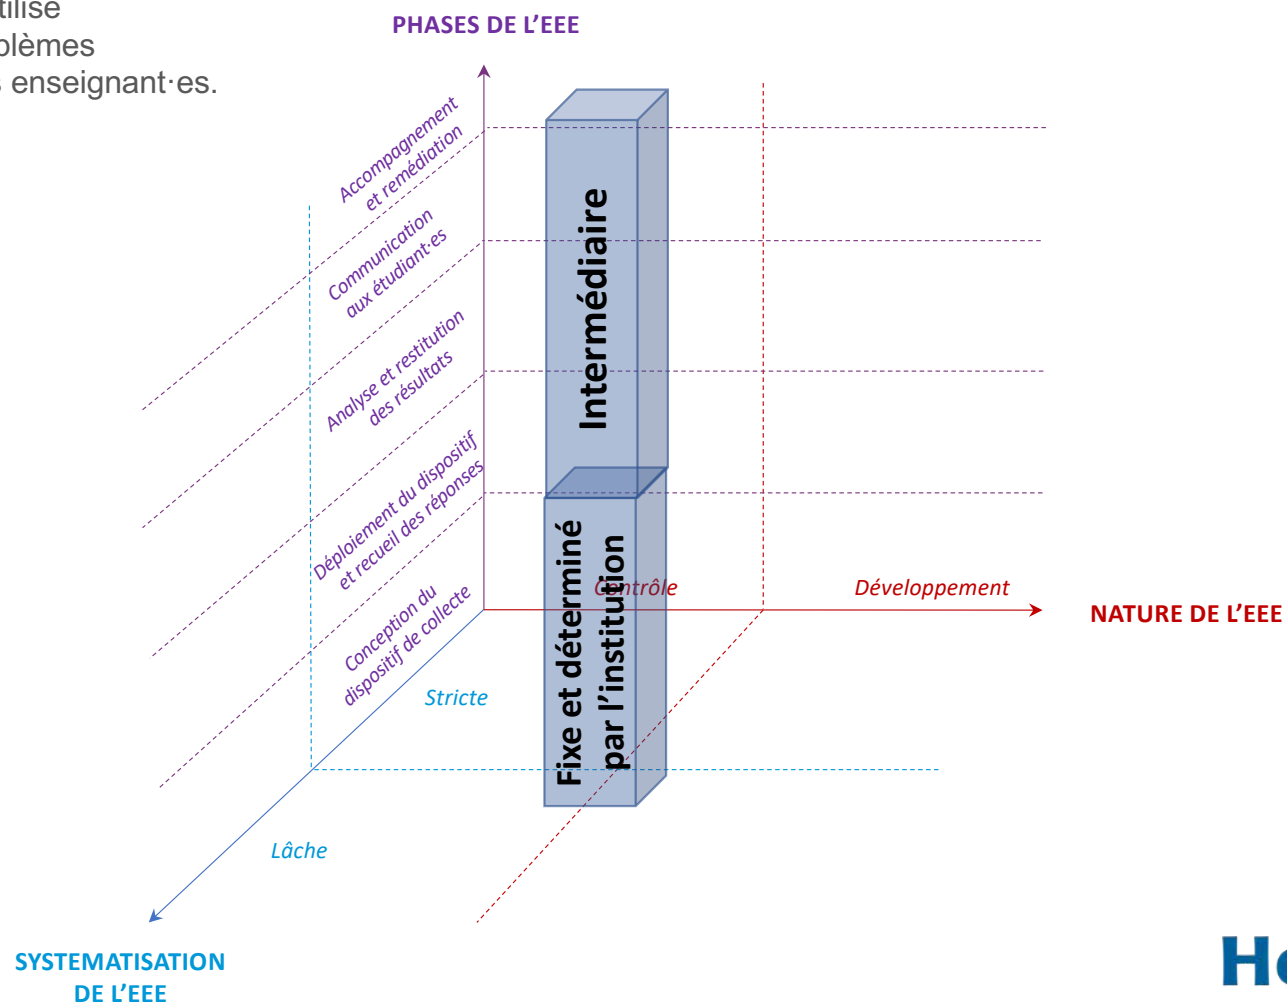 enseignant·es.
PHASES DE L'EEE
Accompagnement
et remédiation
Communication
aux étudiant·es
Analyse et restitution
des résultats
Déploiement du dispositif
et recueil des réponses
Conception du
dispositif de collecte
Intermédiaire
Fixe et déterminé
par l'institution
Contrôle
Développement
NATURE DE L'EEE
Stricte
Lâche
SYSTEMATISATION
DE L'EEE